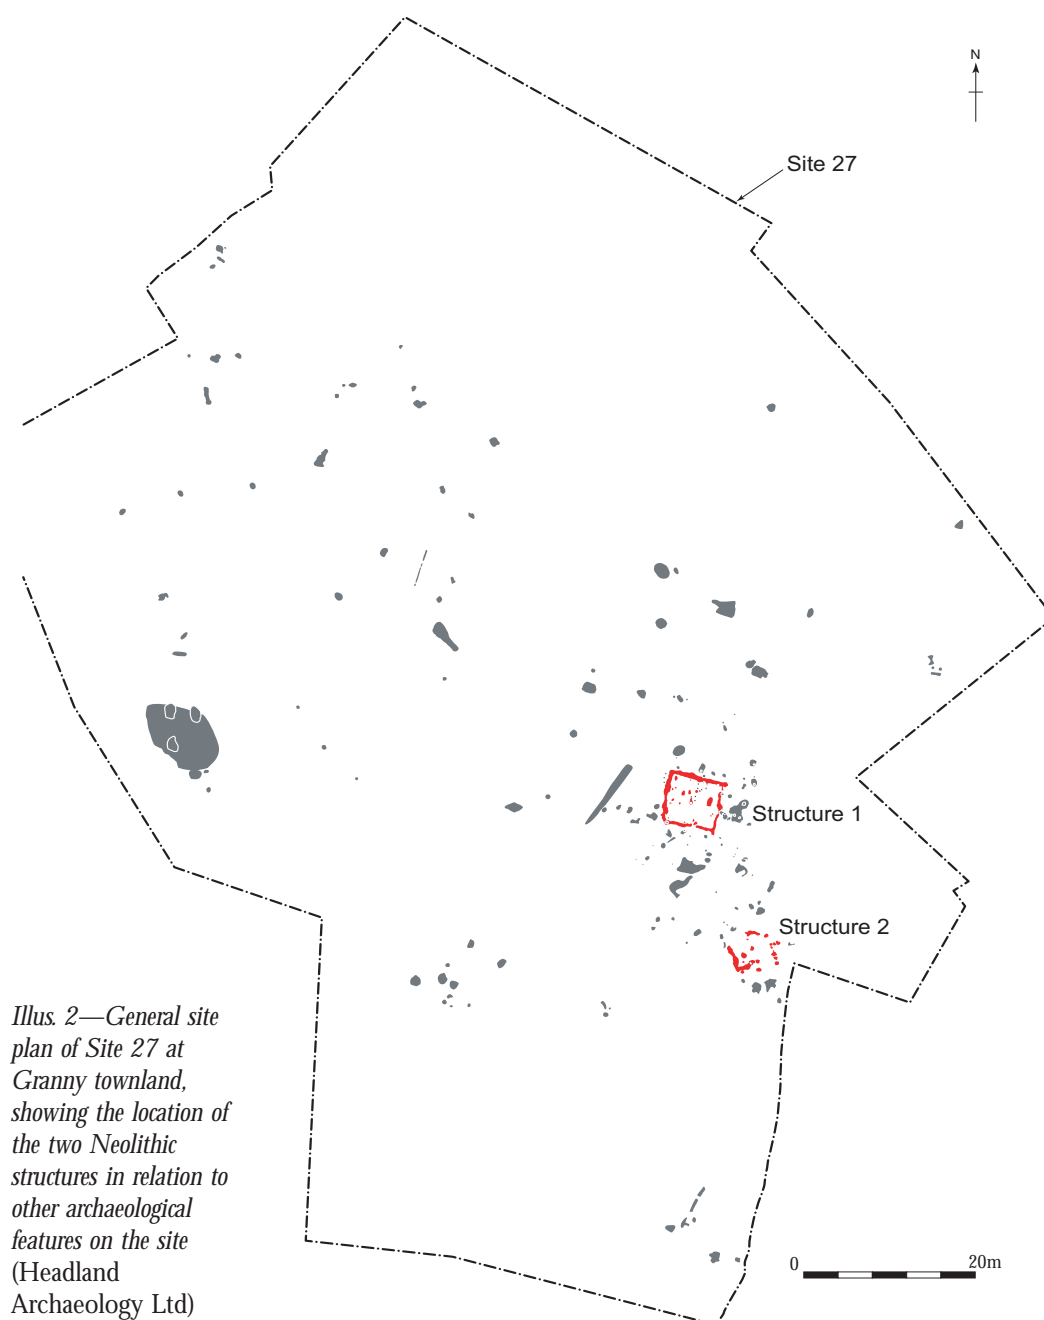 N
Site 27
Structure 1
Structure 2
Illus. 2—General site
plan of Site 27 at
Granny townland,
showing the location of
the two Neolithic
structures in relation to
other archaeological
features on the site
(Headland
Archaeology Ltd)
0 20m